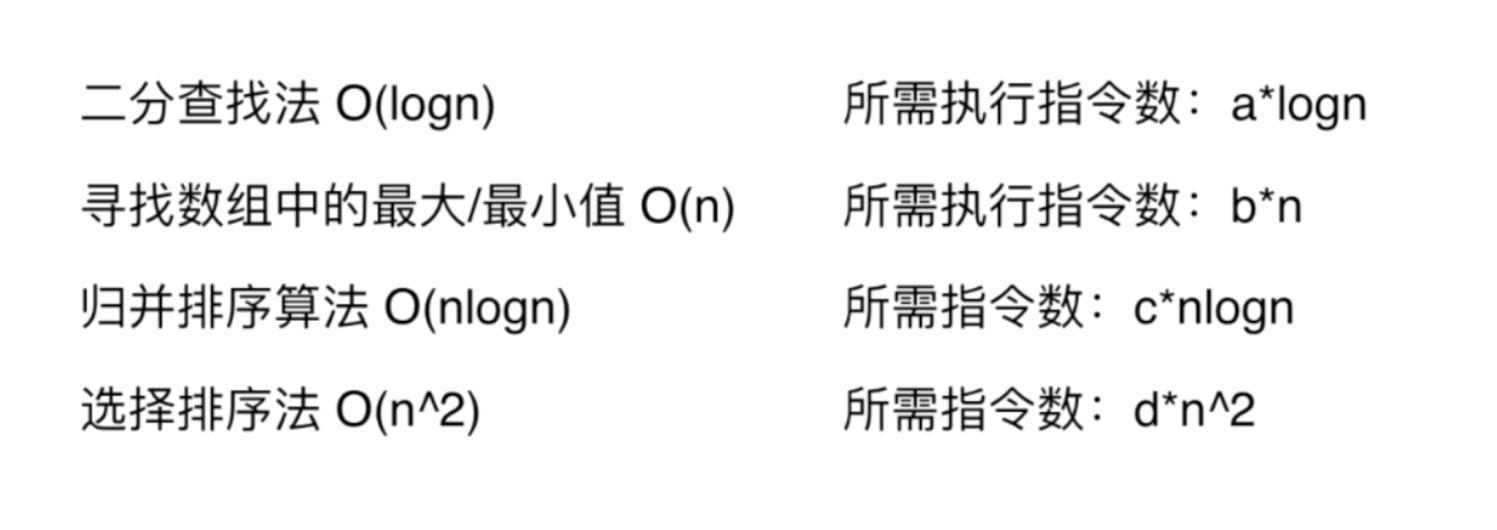 二分查找法 O(logn) 所需执行指令数：a*logn
寻找数组中的最大/最小值 O(n) 所需执行指令数：b*n
归并排序算法 O(nlogn) 所需指令数：c*nlogn
选择排序法 O(n^2) 所需指令数：d*n^2